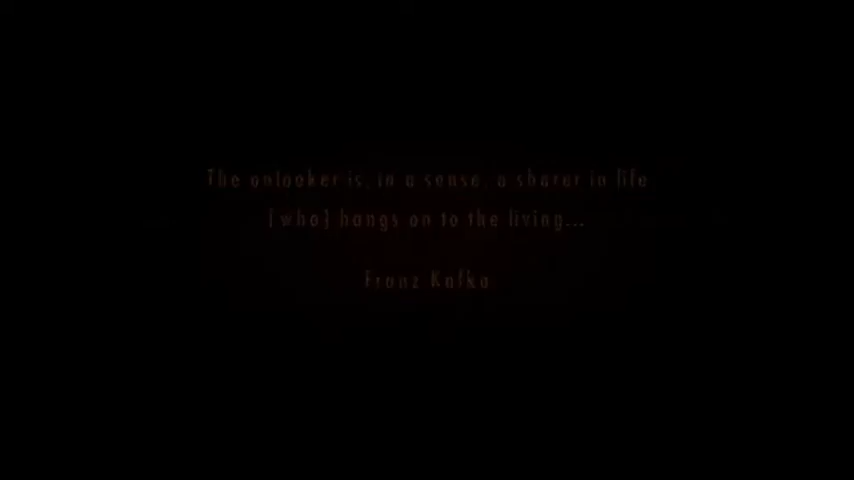 The onlooker is, in a sense, a sharer in life
[who] hangs on to the living...
Franz Kafka